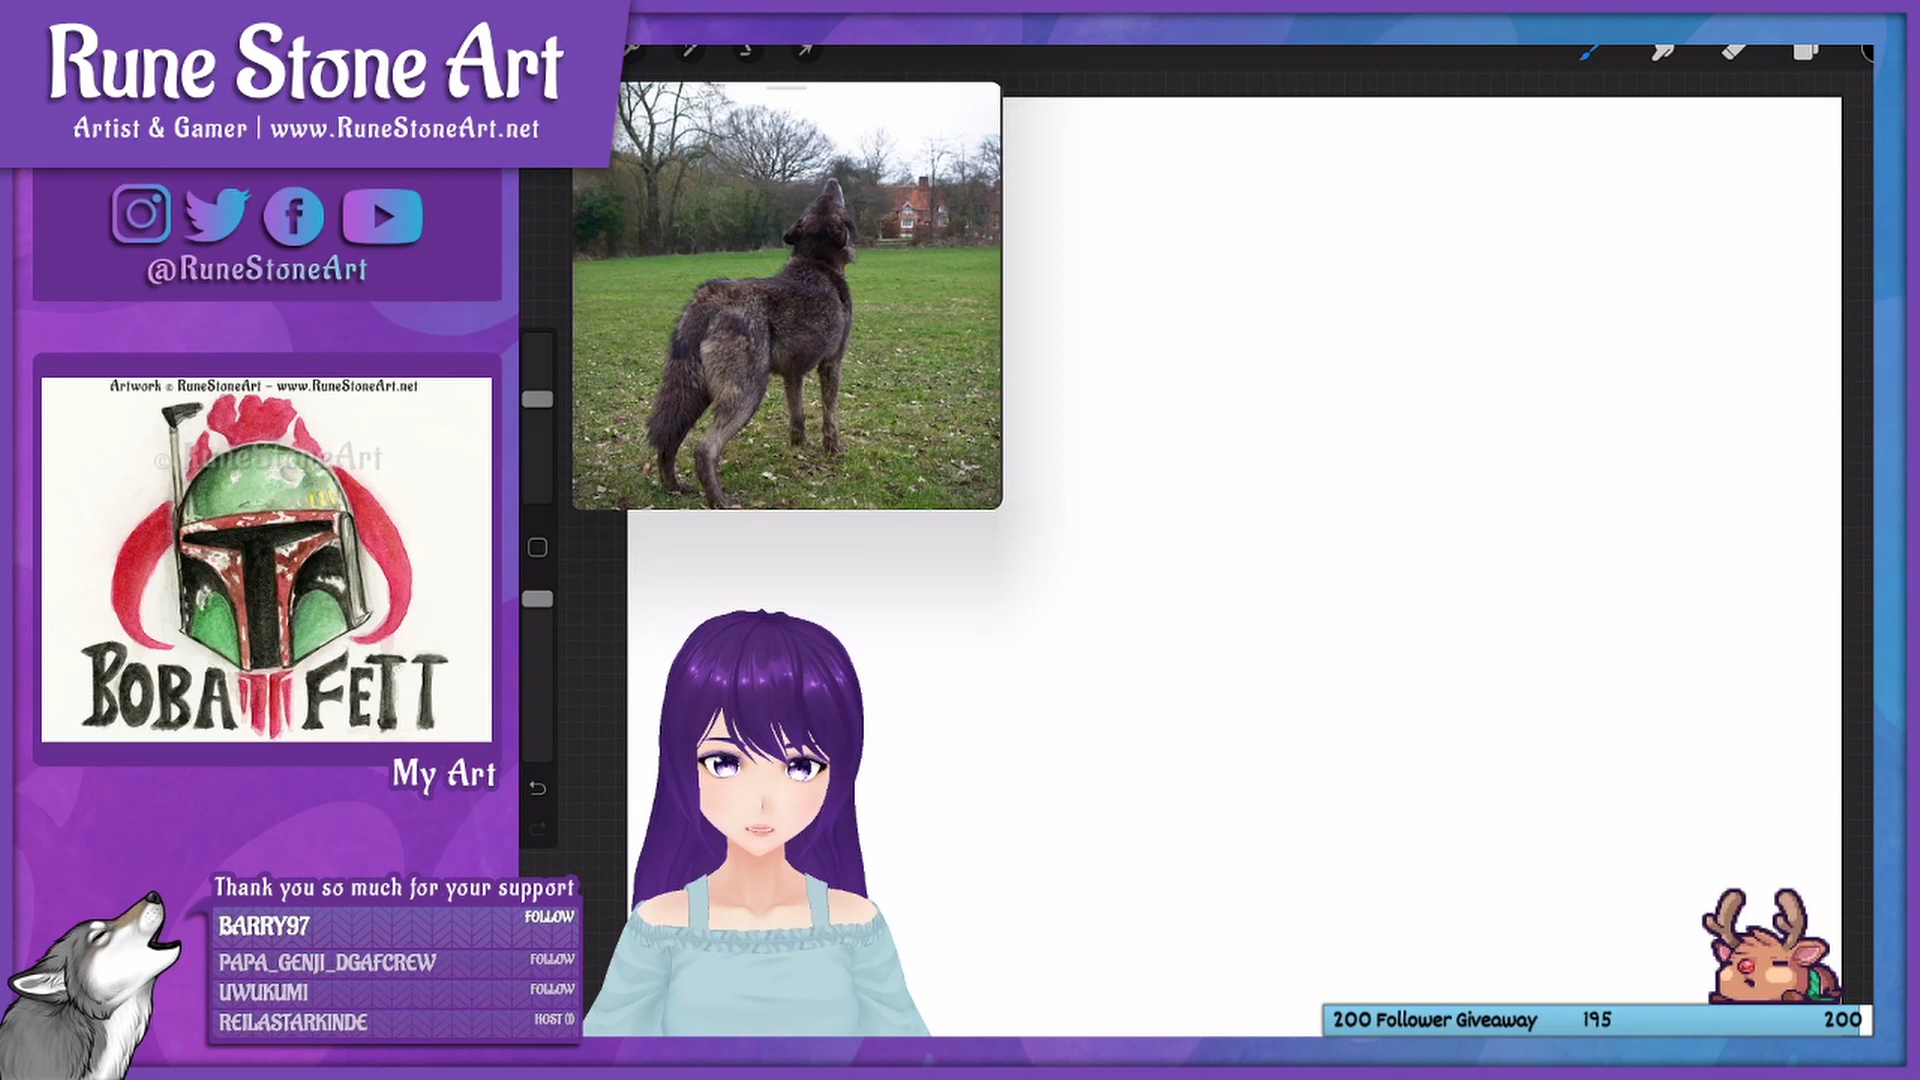 Rune Stone Art
Artist & Gamer | www.RuneStoneArt.net
@RuneStoneArt
Artwork © RuneStoneArt - www.RuneStoneArt.net
© RuneStoneArt
BOBA FETT
My Art
Thank you so much for your support
BARRY97 FOLLOW
PAPA_GENJI_DGAFCREW FOLLOW
UWUKUMI FOLLOW
REILASTARKINDE HOST (1)
200 Follower Giveaway 195 200